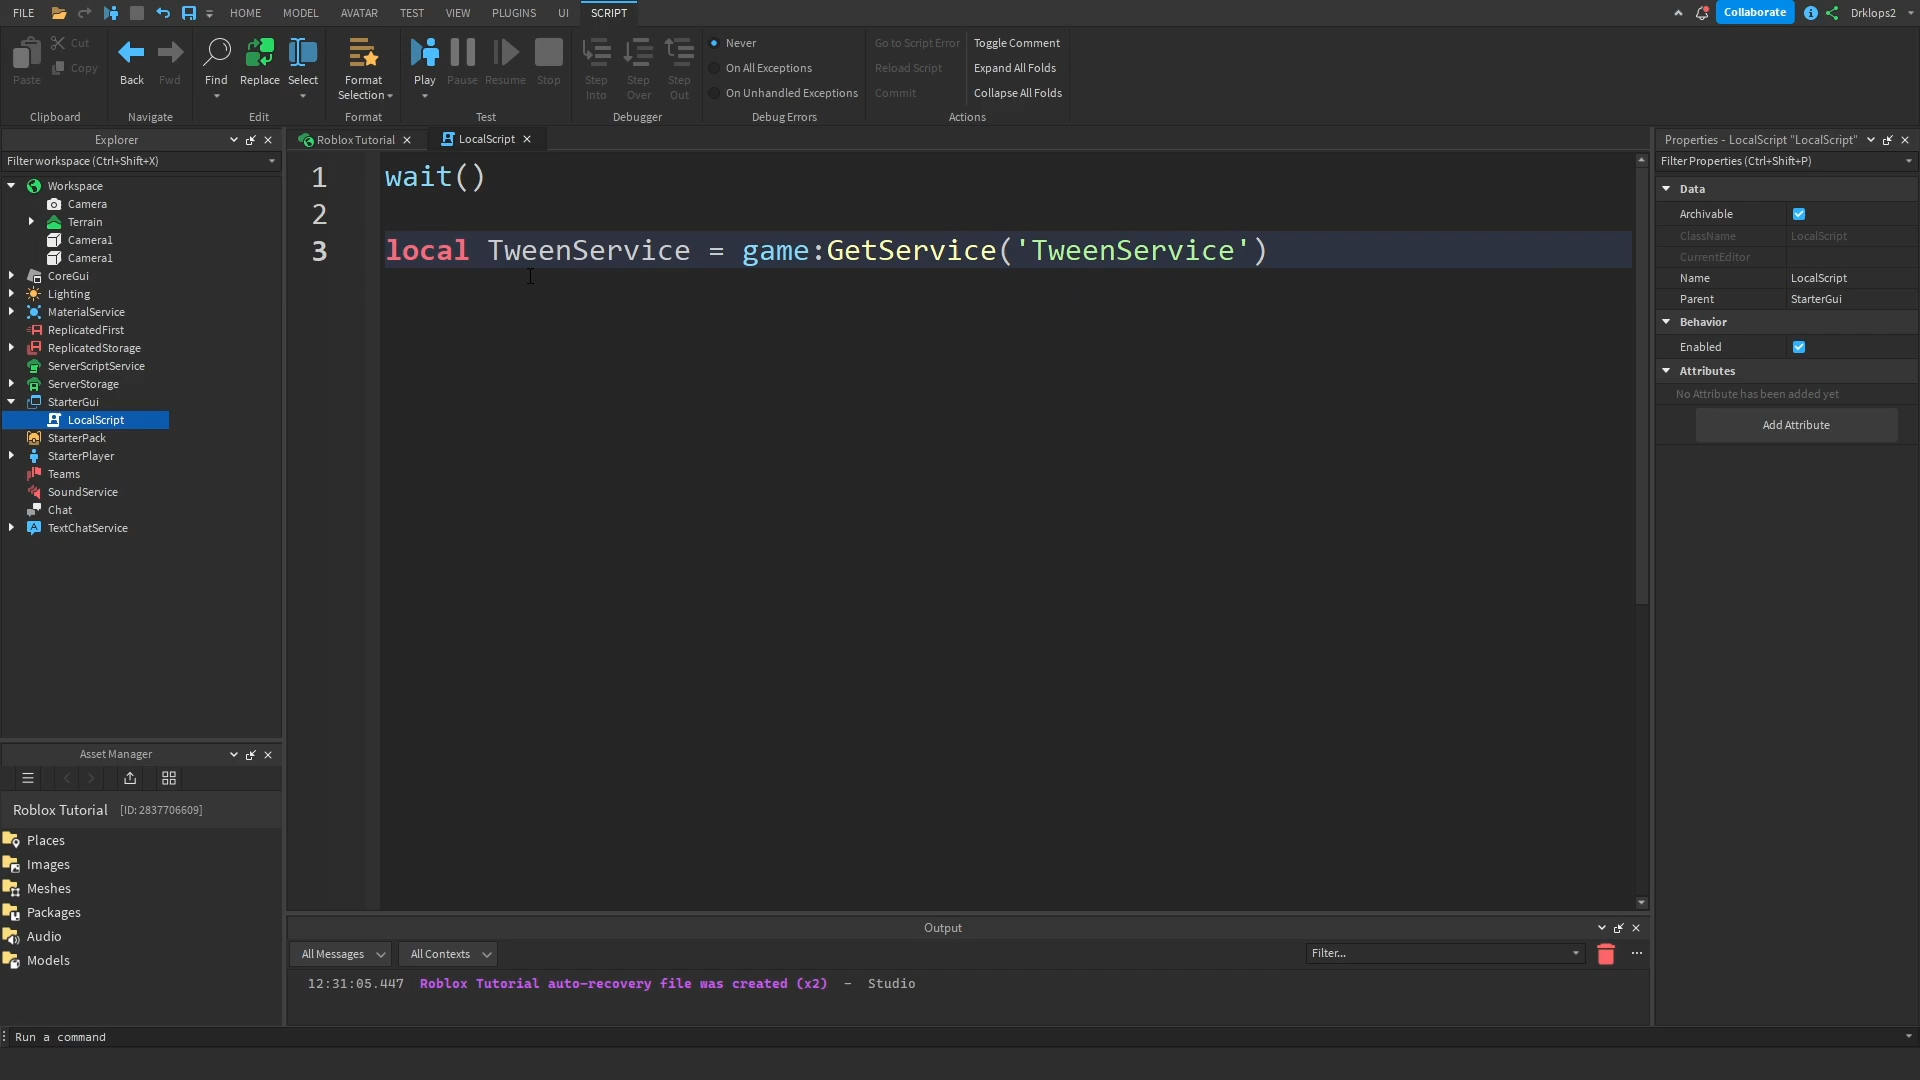 FILE HOME MODEL AVATAR TEST VIEW PLUGINS UI SCRIPT Collaborate Drklops2
Paste Cut Copy
Clipboard
Back Fwd
Navigate
Find Replace Select
Edit
Format Selection
Format
Play Pause Resume Stop
Test
Step Into Step Over Step Out
Debugger
Never
On All Exceptions
On Unhandled Exceptions
Debug Errors
Go to Script Error
Reload Script
Commit
Toggle Comment
Expand All Folds
Collapse All Folds
Actions
Explorer
Filter workspace (Ctrl+Shift+X)
Workspace
Camera
Terrain
Camera1
Camera1
CoreGui
Lighting
MaterialService
ReplicatedFirst
ReplicatedStorage
ServerScriptService
ServerStorage
StarterGui
LocalScript
StarterPack
StarterPlayer
Teams
SoundService
Chat
TextChatService
Asset Manager
Roblox Tutorial [ID: 2837706609]
Places
Images
Meshes
Packages
Audio
Models
Roblox Tutorial LocalScript
1 wait()
2
3 local TweenService = game:GetService('TweenService')
Output
All Messages All Contexts Filter...
12:31:05.447 Roblox Tutorial auto-recovery file was created (x2) – Studio
Properties - LocalScript "LocalScript"
Filter Properties (Ctrl+Shift+P)
Data
Archivable
ClassName LocalScript
CurrentEditor
Name LocalScript
Parent StarterGui
Behavior
Enabled
Attributes
No Attribute has been added yet
Add Attribute
Run a command